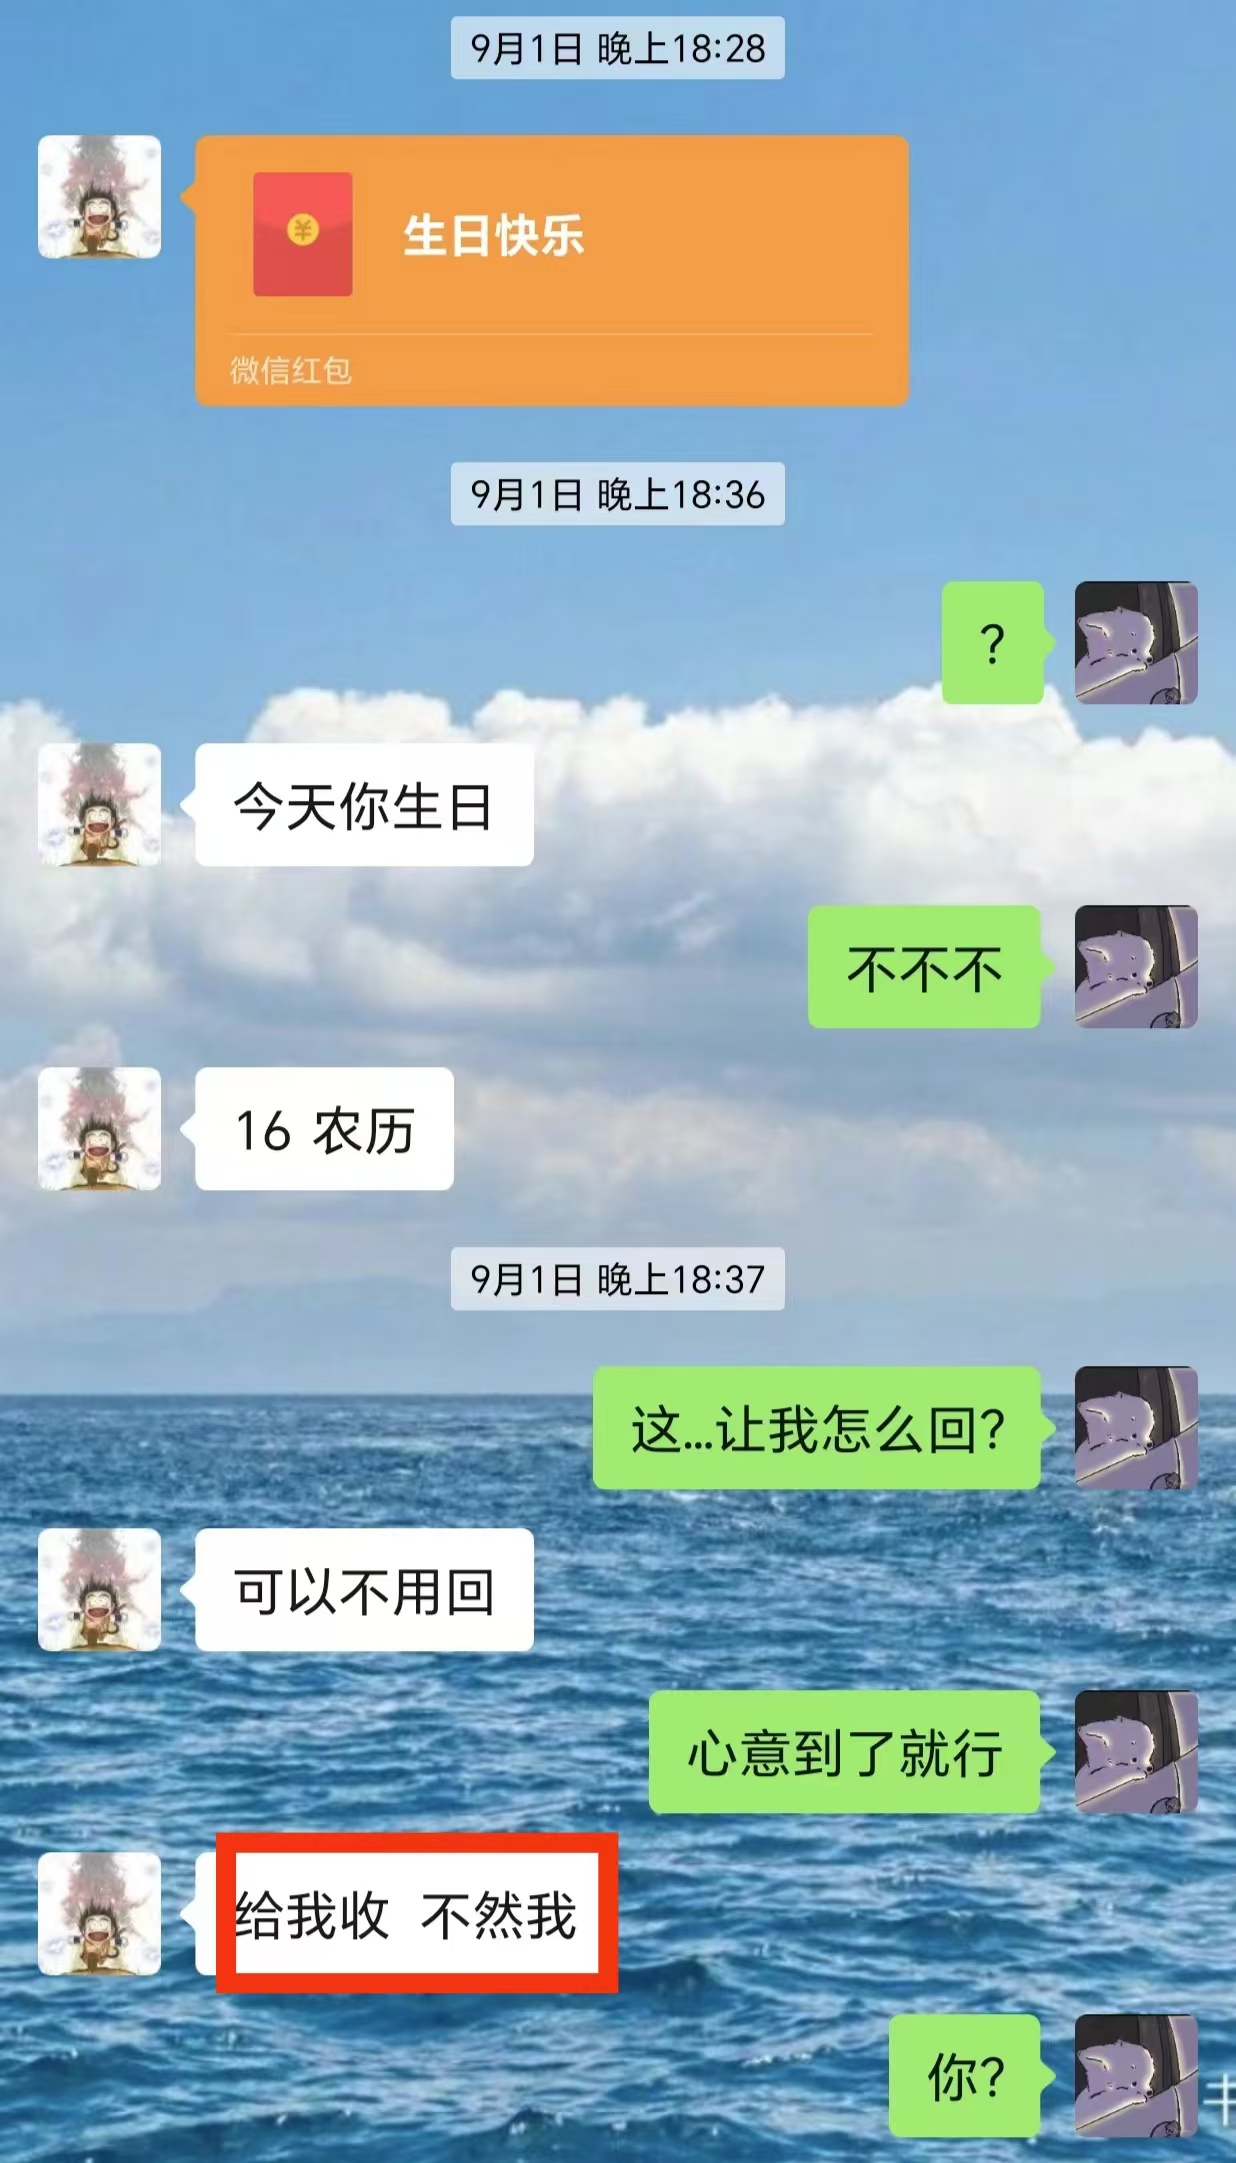 9月1日 晚上18:28
生日快乐
微信红包
9月1日 晚上18:36
?
今天你生日
不不不
16 农历
9月1日 晚上18:37
这...让我怎么回?
可以不用回
心意到了就行
给我收 不然我
你?